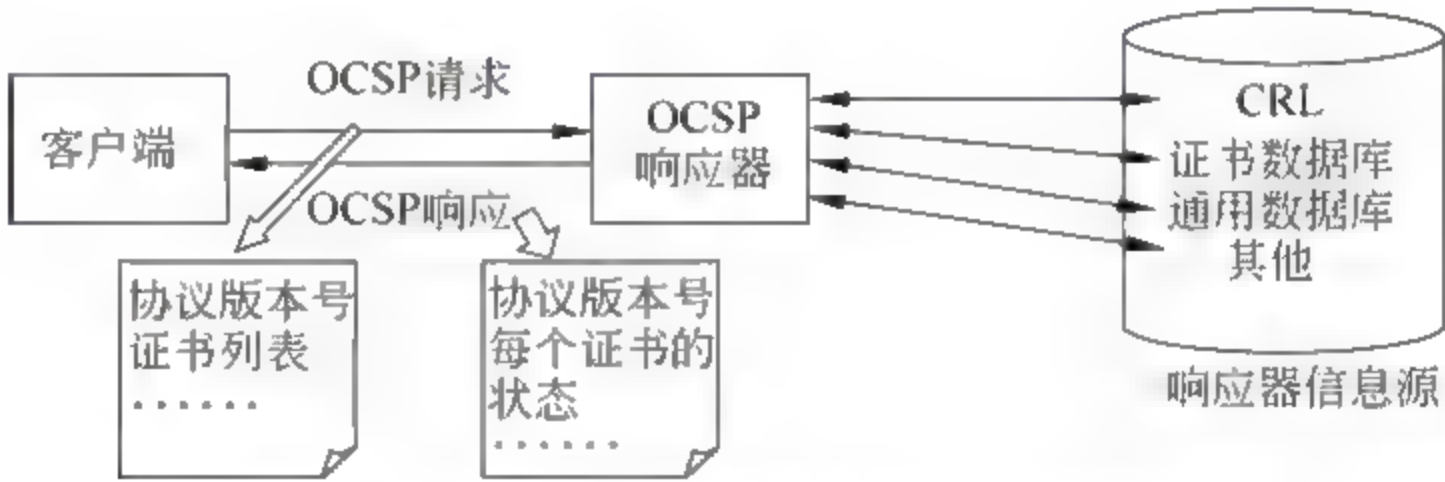 OCSP请求
客户端
OCSP
响应器
OCSP响应
CRL
证书数据库
通用数据库
其他
响应器信息源
协议版本号
证书列表
······
协议版本号
每个证书的
状态
······